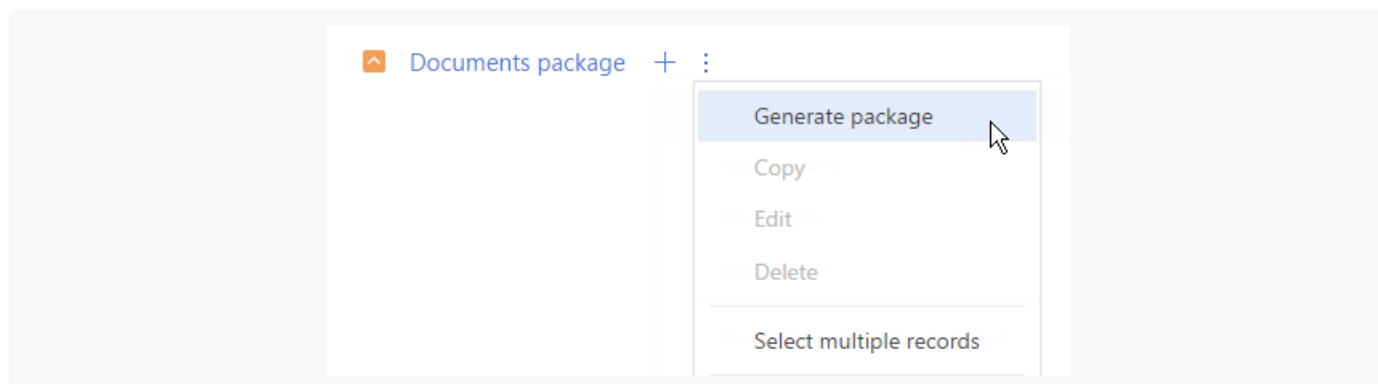 Documents package
Generate package
Copy
Edit
Delete
Select multiple records